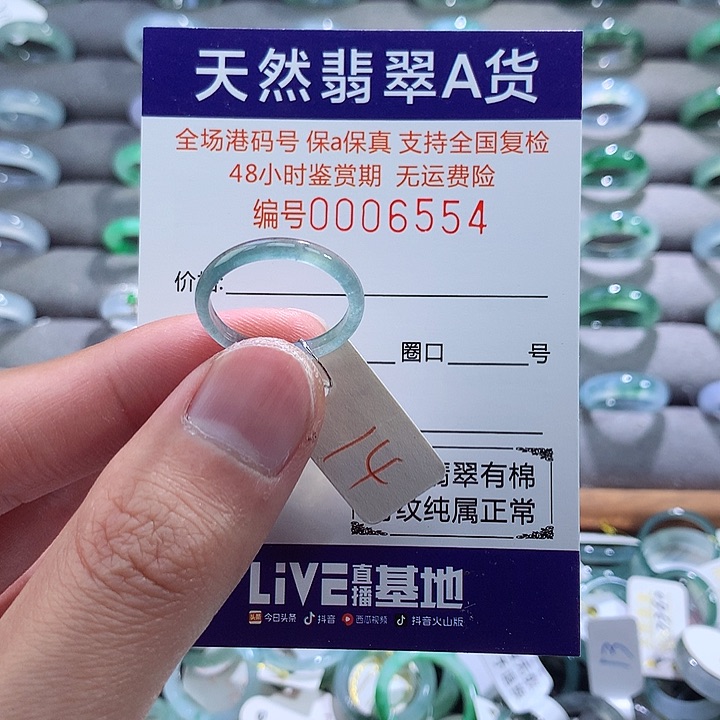 天然翡翠A货
全场港码号 保a保真 支持全国复检
48小时鉴赏期 无运费险
编号0006554
价格:
圈口 号
14
翠有棉
纹纯属正常
LiVE直播基地
头条 今日头条 抖音 西瓜视频 抖音火山版
13